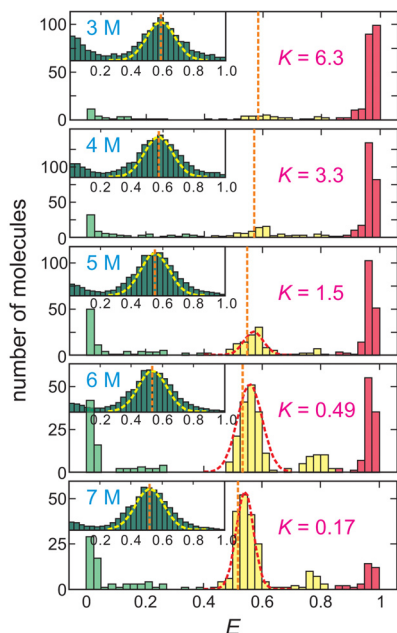 number of molecules
100
50
0
3 M
K = 6.3
0.2 0.4 0.6 0.8 1.0
100
50
0
4 M
K = 3.3
0.2 0.4 0.6 0.8 1.0
100
50
25
0
5 M
K = 1.5
0.2 0.4 0.6 0.8 1.0
50
25
0
6 M
K = 0.49
0.2 0.4 0.6 0.8 1.0
50
25
0
7 M
K = 0.17
0.2 0.4 0.6 0.8 1.0
0 0.2 0.4 0.6 0.8 1
E